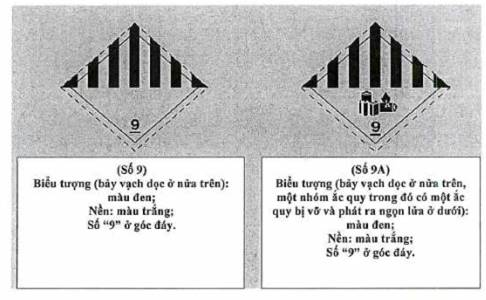 9
(Số 9)
Biểu tượng (bảy vạch dọc ở nửa trên):
màu đen;
Nền: màu trắng;
Số “9” ở góc đáy.
9
(Số 9A)
Biểu tượng (bảy vạch dọc ở nửa trên,
một nhóm ắc quy trong đó có một ắc
quy bị vỡ và phát ra ngọn lửa ở dưới):
màu đen;
Nền: màu trắng;
Số “9” ở góc đáy.